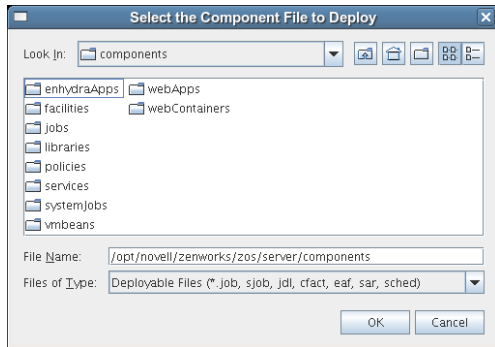 Select the Component File to Deploy
Look In: components
enhydraApps webApps
facilities webContainers
jobs
libraries
policies
services
systemJobs
vmbeans
File Name: /opt/novell/zenworks/zos/server/components
Files of Type: Deployable Files (*.job, sjob, jdl, cfact, eaf, sar, sched)
OK Cancel